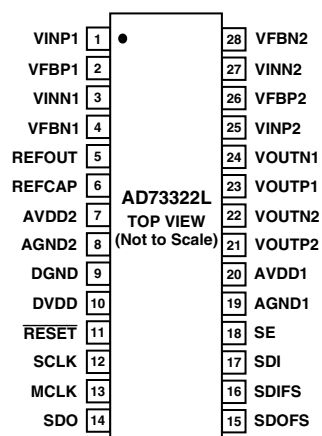 VINP1 1 28 VFBN2
VFBP1 2 27 VINN2
VINN1 3 26 VFBP2
VFBN1 4 25 VINP2
REFOUT 5 24 VOUTN1
REFCAP 6 23 VOUTP1
AVDD2 7 22 VOUTN2
AGND2 8 21 VOUTP2
DGND 9 20 AVDD1
DVDD 10 19 AGND1
RESET 11 18 SE
SCLK 12 17 SDI
MCLK 13 16 SDIFS
SDO 14 15 SDOFS
AD73322L
TOP VIEW
(Not to Scale)